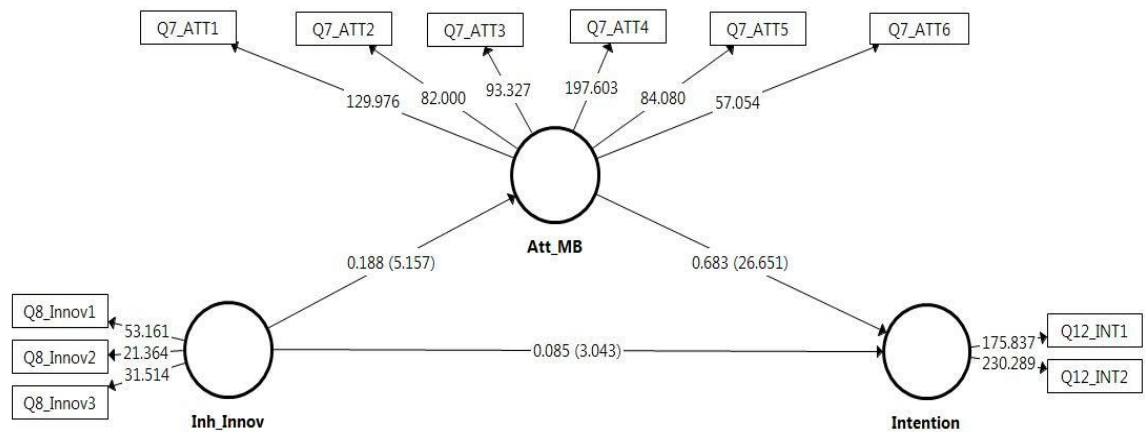 Q7_ATT1
Q7_ATT2
Q7_ATT3
Q7_ATT4
Q7_ATT5
Q7_ATT6
129.976
82.000
93.327
197.603
84.080
57.054
Att_MB
0.188 (5.157)
0.683 (26.651)
Q8_Innov1
Q8_Innov2
Q8_Innov3
53.161
21.364
31.514
Inh_Innov
0.085 (3.043)
175.837
230.289
Q12_INT1
Q12_INT2
Intention